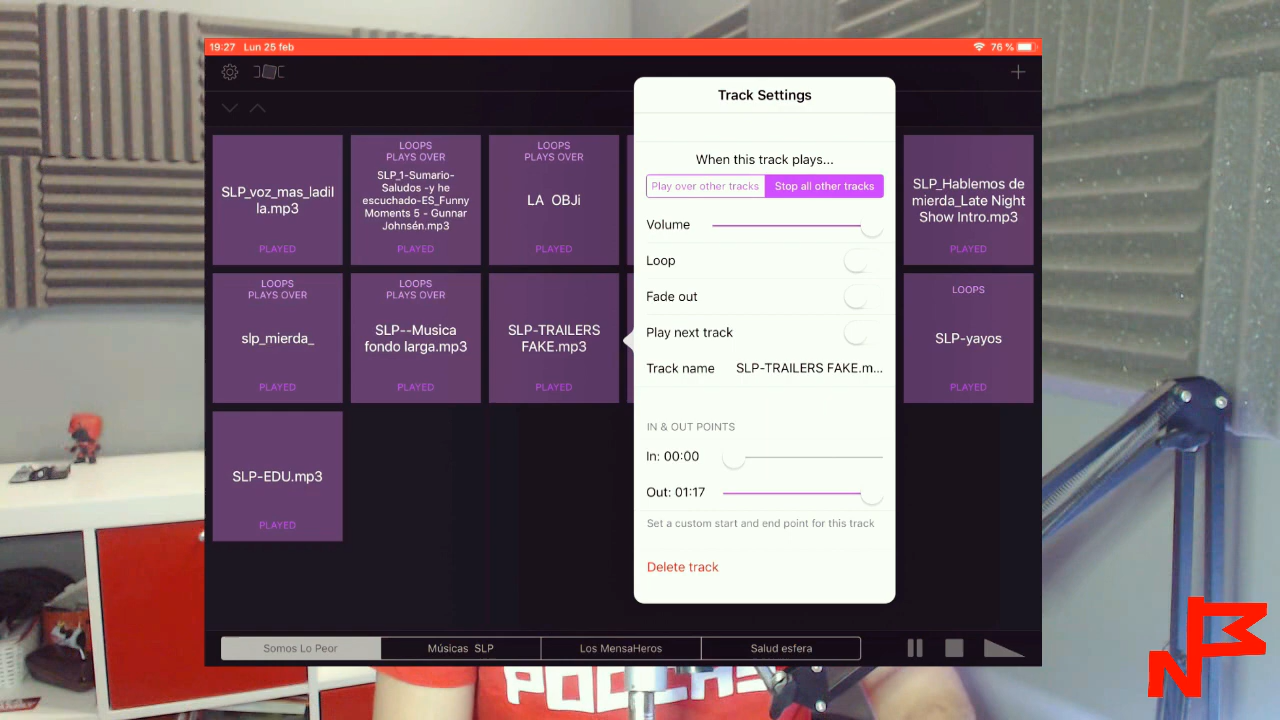 19:27 Lun 25 feb
76 %
Track Settings
When this track plays...
Play over other tracks
Stop all other tracks
Volume
Loop
Fade out
Play next track
Track name SLP-TRAILERS FAKE.m...
IN & OUT POINTS
In: 00:00
Out: 01:17
Set a custom start and end point for this track
Delete track
SLP_voz_mas_ladil
la.mp3
PLAYED
LOOPS
PLAYS OVER
SLP_1-Sumario-
Saludos -y he
escuchado-ES_Funny
Moments 5 - Gunnar
Johnsén.mp3
PLAYED
LOOPS
PLAYS OVER
LA OBJi
PLAYED
SLP_Hablemos de
mierda_Late Night
Show Intro.mp3
PLAYED
LOOPS
PLAYS OVER
slp_mierda_
PLAYED
LOOPS
PLAYS OVER
SLP--Musica
fondo larga.mp3
PLAYED
SLP-TRAILERS
FAKE.mp3
PLAYED
LOOPS
SLP-yayos
PLAYED
SLP-EDU.mp3
PLAYED
Somos Lo Peor
Músicas SLP
Los MensaHeros
Salud esfera